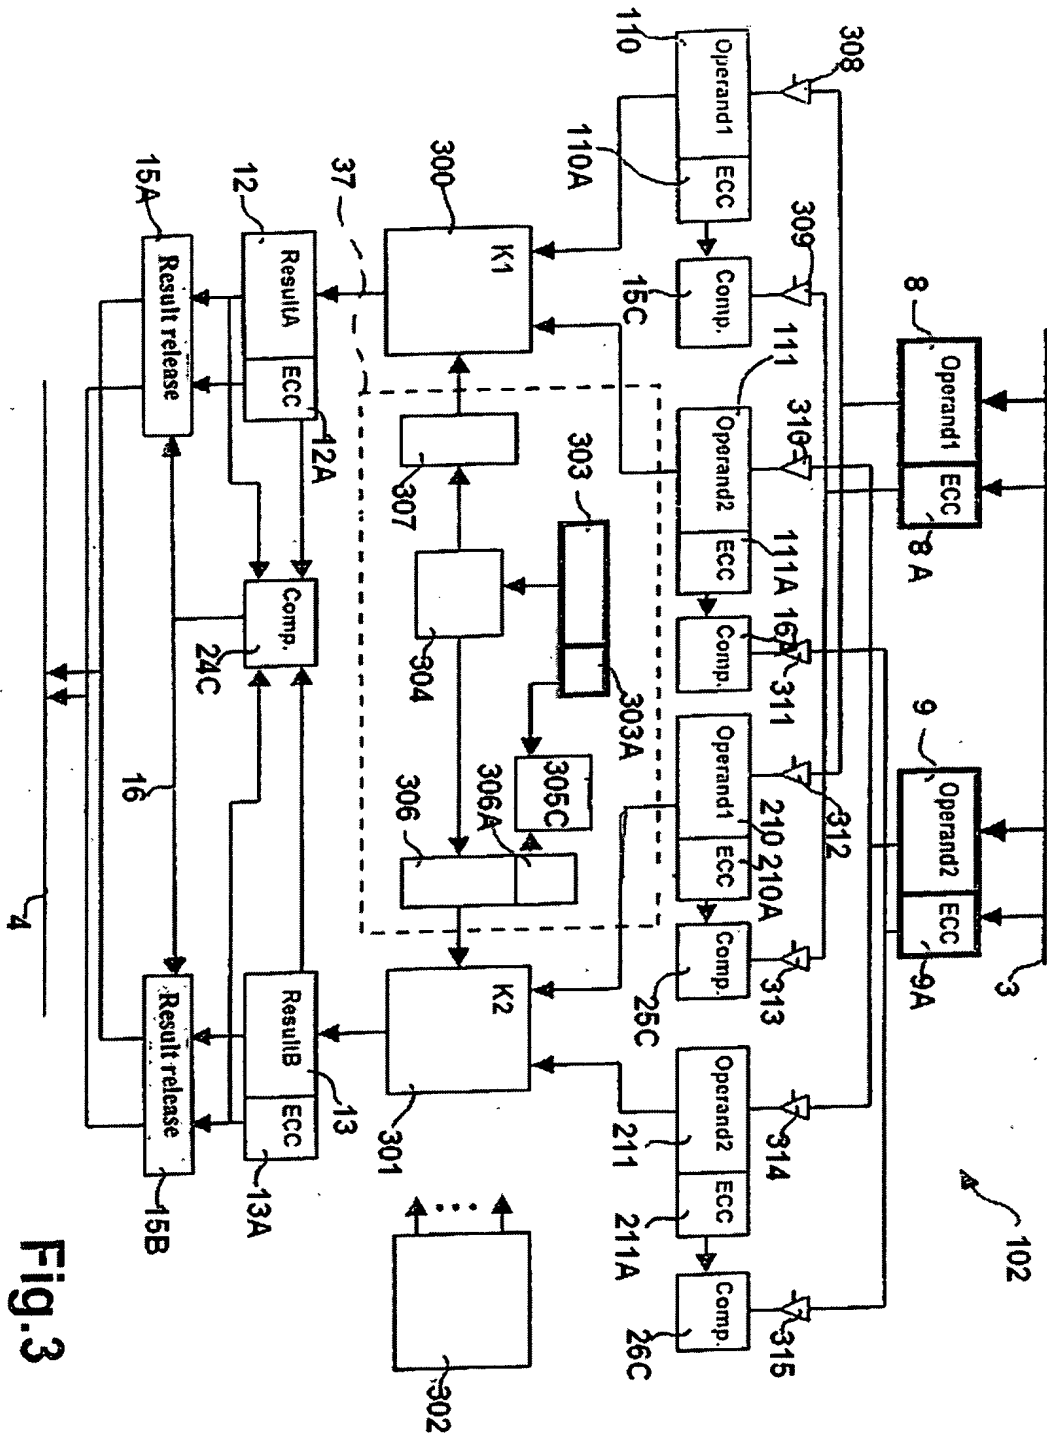 3
8
Operand1
ECC
8 A
9
Operand2
ECC
9A
102
308
309
310
311
312
313
314
315
110
Operand1
ECC
110A
Comp.
15C
111
Operand2
ECC
111A
16A
Comp.
Operand1
ECC
210
210A
Comp.
25C
Operand2
ECC
211
211A
Comp.
26C
300
K1
37
303
303A
304
305C
306
306A
307
K2
301
302
12
ResultA
ECC
12A
Comp.
24C
ResultB
ECC
13
13A
15A
Result release
16
Result release
15B
4
Fig.3